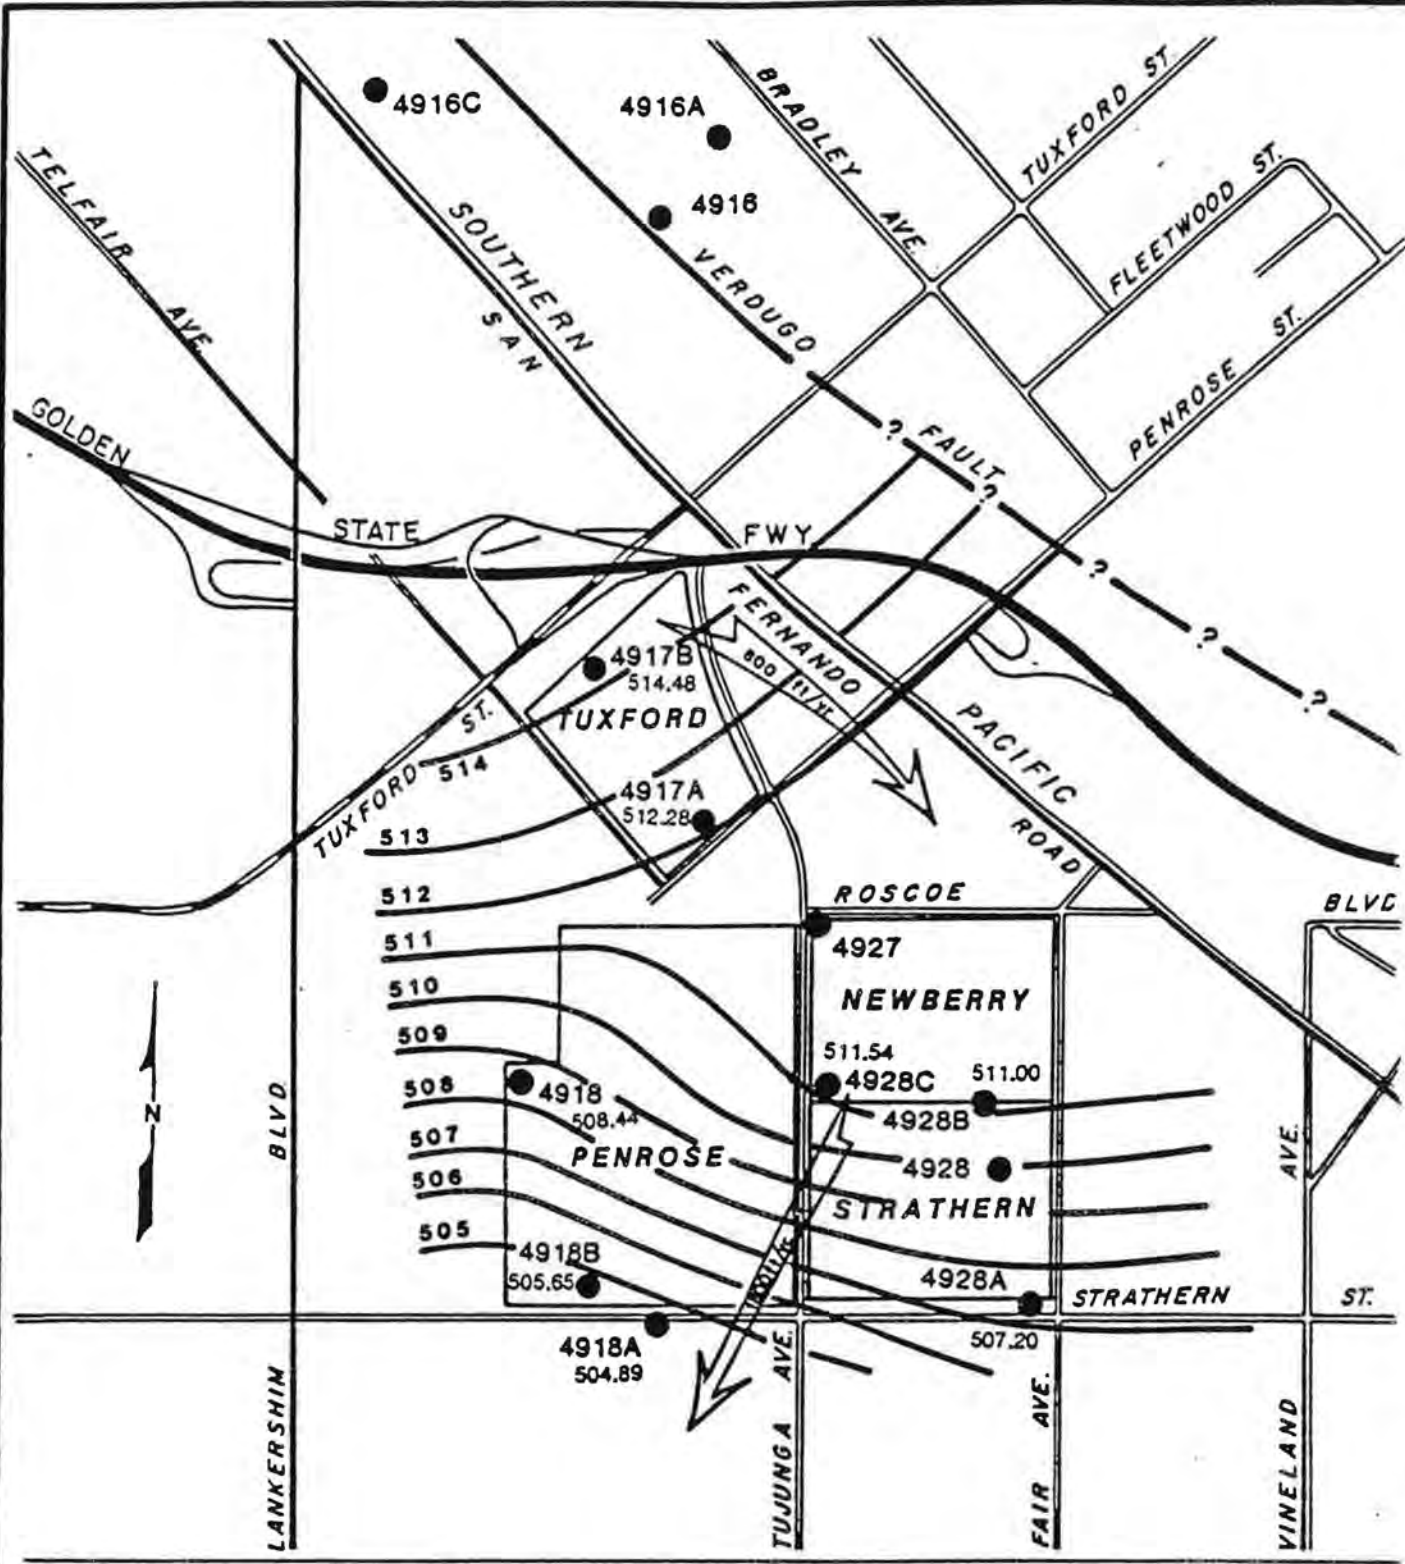 4916C
4916A
4916
BRADLEY AVE.
TUXFORD ST.
FLEETWOOD ST.
PENROSE ST.
TELFAIR AVE.
SOUTHERN
SAN
VERDUGO
? FAULT
?
?
?
?
GOLDEN
STATE
FWY
FERNANDO
800 ft/yr
4917B
514.48
TUXFORD
TUXFORD ST.
514
PACIFIC
ROAD
4917A
512.28
513
512
511
510
509
508
507
506
505
ROSCOE
BLVD
4927
NEWBERRY
511.54
4928C
511.00
4928B
4918
508.44
PENROSE
4928
STRATHERN
N
4918B
505.65
4928A
507.20
STRATHERN ST.
4918A
504.89
LANKERSHIM BLVD.
TUJUNGA AVE.
FAIR AVE.
VINELAND AVE.